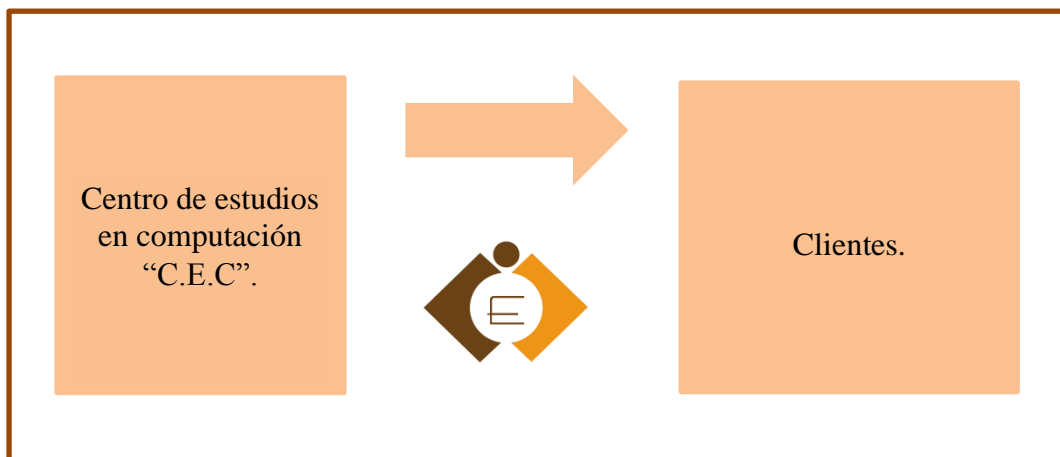 Centro de estudios
en computación
“C.E.C”.
E
Clientes.